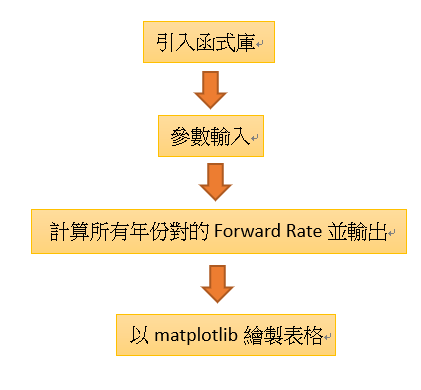 引入函式庫
參數輸入
計算所有年份對的 Forward Rate 並輸出
以 matplotlib 繪製表格